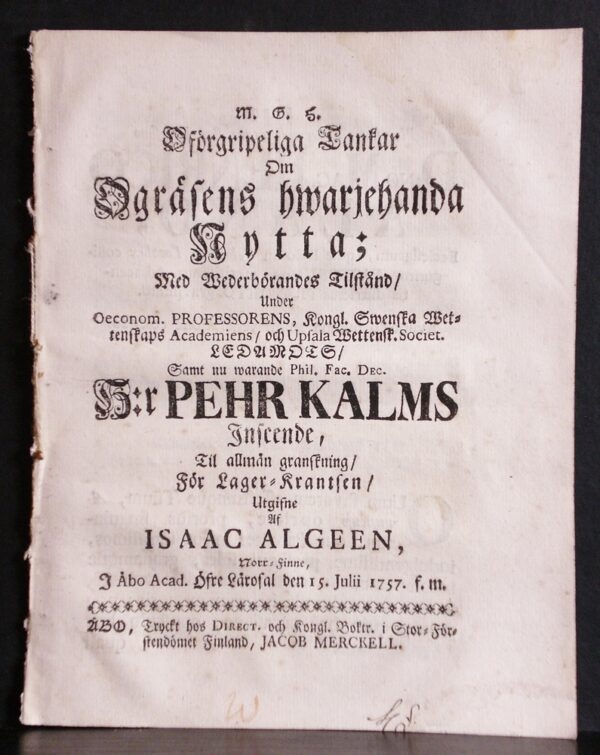 M. G. H.
Oförgripeliga Tankar
Om
Ogräsens hwarjehanda
Nytta;
Med Wederbörandes Tilstånd/
Under
Oeconom. PROFESSORENS, Kongl. Swenska Wet=
tenskaps Academiens/ och Upsala Wettensk. Societ.
LEDAMOTS/
Samt nu warande Phil. Fac. Dec.
H:r PEHR KALMS
Inseende,
Til allmän granskning/
För Lager=Krantsen/
Utgifne
Af
ISAAC ALGEEN,
Norr=Finne,
I Åbo Acad. Öfre Lärosal den 15. Julii 1757. f. m.
ÅBO, Tryckt hos DIRECT. och Kongl. Boktr. i Stor=För=
stendömet Finland, JACOB MERCKELL.